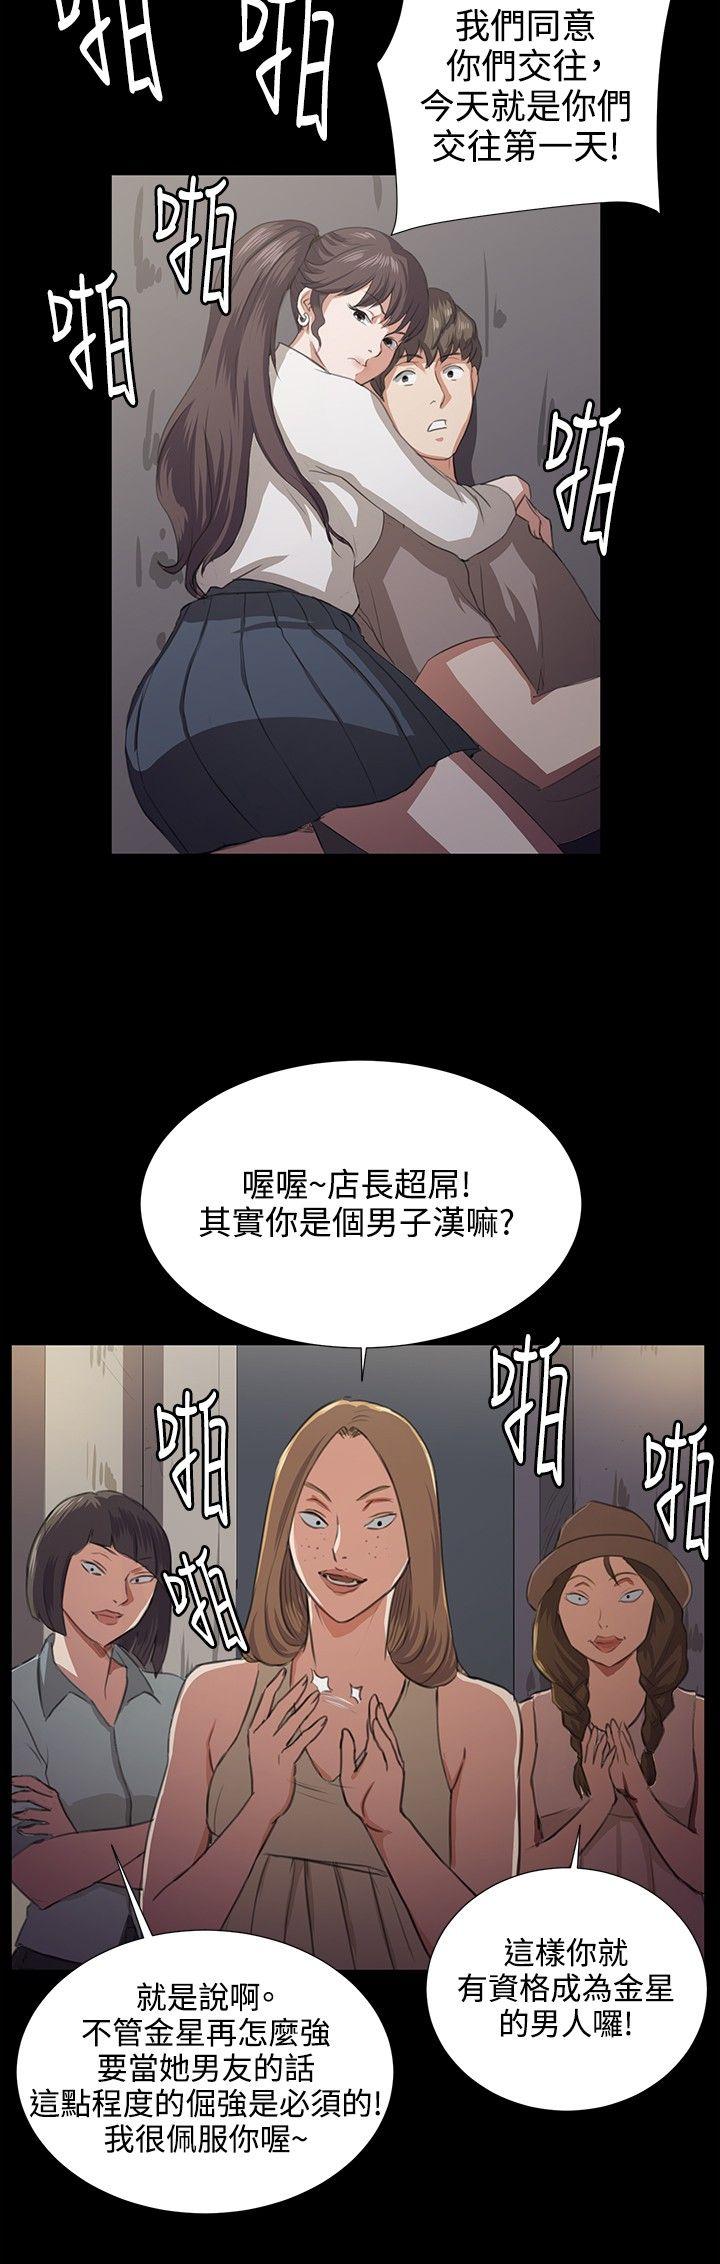 啪
啪
我們同意
你們交往，
今天就是你們
交往第一天!
啪
啪
啪
喔喔~店長超屌!
其實你是個男子漢嘛?
啪
啪
啪
啪
這樣你就
有資格成為金星
的男人囉!
就是說啊。
不管金星再怎麼強
要當她男友的話
這點程度的倔強是必須的!
我很佩服你喔~